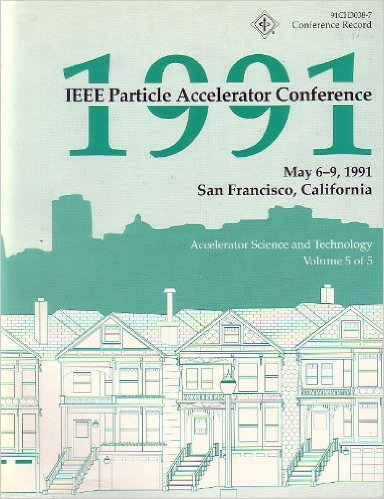 91CH3038-7
Conference Record
1991
IEEE Particle Accelerator Conference
May 6–9, 1991
San Francisco, California
Accelerator Science and Technology
Volume 5 of 5